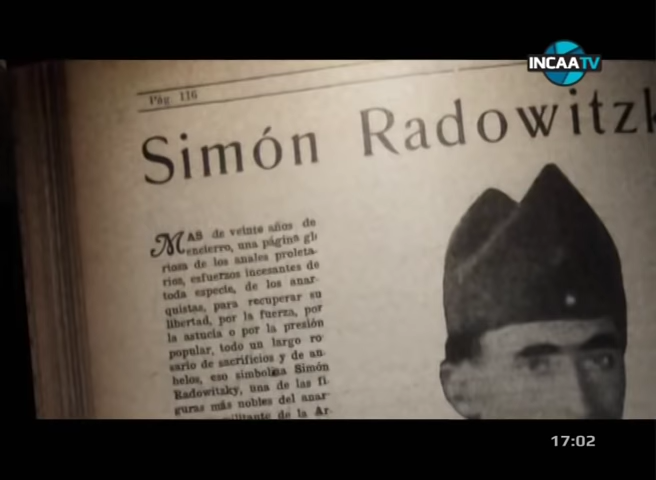 INCAATV
Pág 116
Simón Radowitzk
MAS de veinte años de
encierro, una página glo
riosa de los anales proleta-
rios, esfuerzos incesantes de
toda especie, de los anar-
quistas, para recuperar su
libertad, por la fuerza, por
la astucia o por la presión
popular, todo un largo ro
sario de sacrificios y de an
helos, eso simboliza Simón
Radowitzky, una de las fi
guras más nobles del anar
militante de la Ar
17:02